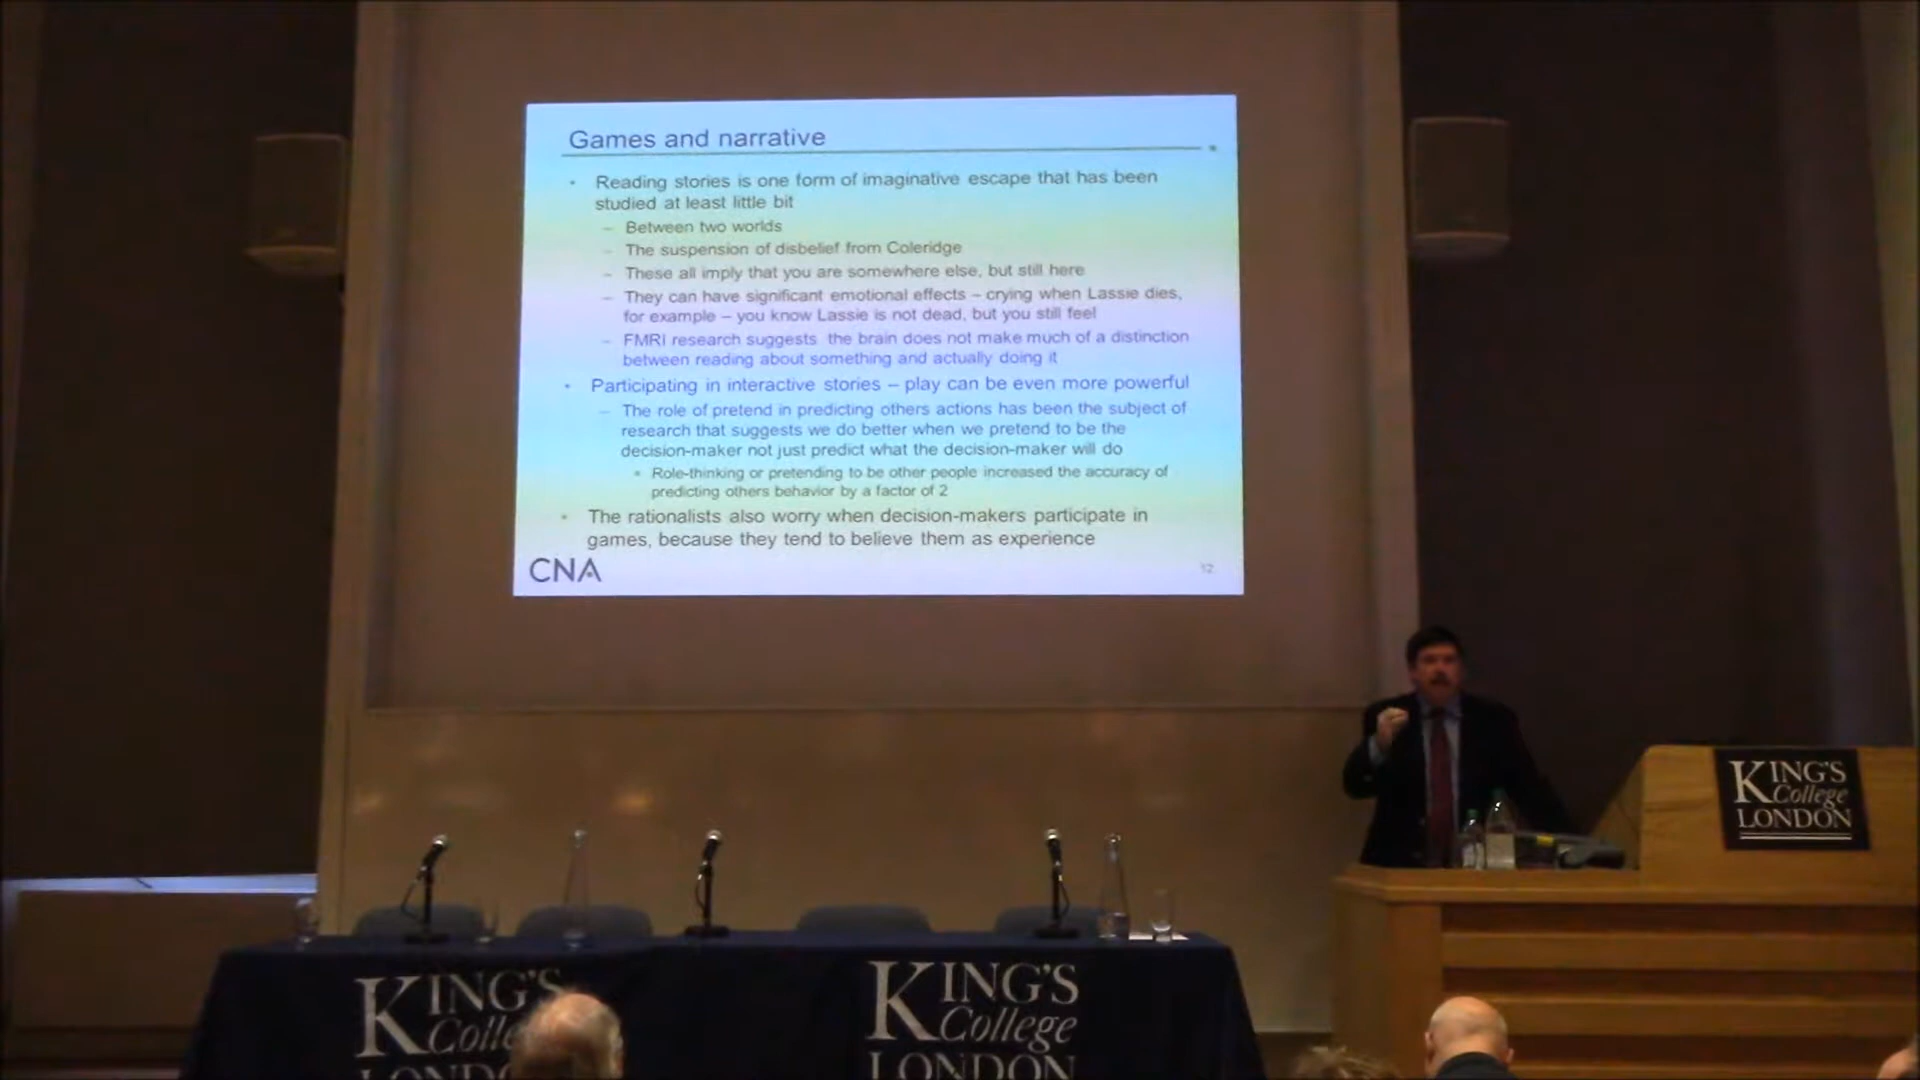 Games and narrative
• Reading stories is one form of imaginative escape that has been
studied at least little bit
– Between two worlds
– The suspension of disbelief from Coleridge
– These all imply that you are somewhere else, but still here
– They can have significant emotional effects – crying when Lassie dies,
for example – you know Lassie is not dead, but you still feel
– FMRI research suggests the brain does not make much of a distinction
between reading about something and actually doing it
• Participating in interactive stories – play can be even more powerful
– The role of pretend in predicting others actions has been the subject of
research that suggests we do better when we pretend to be the
decision-maker not just predict what the decision-maker will do
• Role-thinking or pretending to be other people increased the accuracy of
predicting others behavior by a factor of 2
• The rationalists also worry when decision-makers participate in
games, because they tend to believe them as experience
CNA
12
KING'S
College
LONDON
KING'S
Colle
LOND
KING'S
College
LONDON